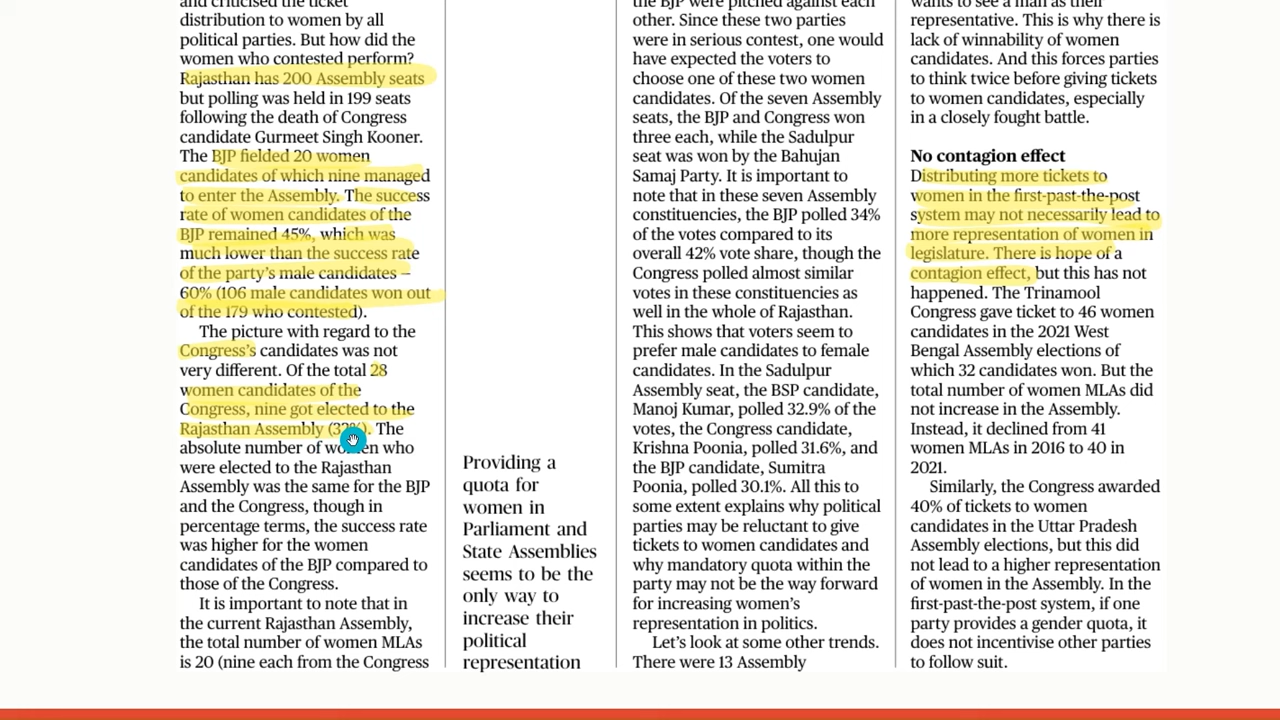 and criticised the ticket
distribution to women by all
political parties. But how did the
women who contested perform?
Rajasthan has 200 Assembly seats
but polling was held in 199 seats
following the death of Congress
candidate Gurmeet Singh Kooner.
The BJP fielded 20 women
candidates of which nine managed
to enter the Assembly. The success
rate of women candidates of the
BJP remained 45%, which was
much lower than the success rate
of the party's male candidates –
60% (106 male candidates won out
of the 179 who contested).
The picture with regard to the
Congress's candidates was not
very different. Of the total 28
women candidates of the
Congress, nine got elected to the
Rajasthan Assembly (32%). The
absolute number of women who
were elected to the Rajasthan
Assembly was the same for the BJP
and the Congress, though in
percentage terms, the success rate
was higher for the women
candidates of the BJP compared to
those of the Congress.
It is important to note that in
the current Rajasthan Assembly,
the total number of women MLAs
is 20 (nine each from the Congress
Providing a
quota for
women in
Parliament and
State Assemblies
seems to be the
only way to
increase their
political
representation
the BJP were pitched against each
other. Since these two parties
were in serious contest, one would
have expected the voters to
choose one of these two women
candidates. Of the seven Assembly
seats, the BJP and Congress won
three each, while the Sadulpur
seat was won by the Bahujan
Samaj Party. It is important to
note that in these seven Assembly
constituencies, the BJP polled 34%
of the votes compared to its
overall 42% vote share, though the
Congress polled almost similar
votes in these constituencies as
well in the whole of Rajasthan.
This shows that voters seem to
prefer male candidates to female
candidates. In the Sadulpur
Assembly seat, the BSP candidate,
Manoj Kumar, polled 32.9% of the
votes, the Congress candidate,
Krishna Poonia, polled 31.6%, and
the BJP candidate, Sumitra
Poonia, polled 30.1%. All this to
some extent explains why political
parties may be reluctant to give
tickets to women candidates and
why mandatory quota within the
party may not be the way forward
for increasing women's
representation in politics.
Let's look at some other trends.
There were 13 Assembly
wants to see a man as their
representative. This is why there is
lack of winnability of women
candidates. And this forces parties
to think twice before giving tickets
to women candidates, especially
in a closely fought battle.
No contagion effect
Distributing more tickets to
women in the first-past-the-post
system may not necessarily lead to
more representation of women in
legislature. There is hope of a
contagion effect, but this has not
happened. The Trinamool
Congress gave ticket to 46 women
candidates in the 2021 West
Bengal Assembly elections of
which 32 candidates won. But the
total number of women MLAs did
not increase in the Assembly.
Instead, it declined from 41
women MLAs in 2016 to 40 in
2021.
Similarly, the Congress awarded
40% of tickets to women
candidates in the Uttar Pradesh
Assembly elections, but this did
not lead to a higher representation
of women in the Assembly. In the
first-past-the-post system, if one
party provides a gender quota, it
does not incentivise other parties
to follow suit.